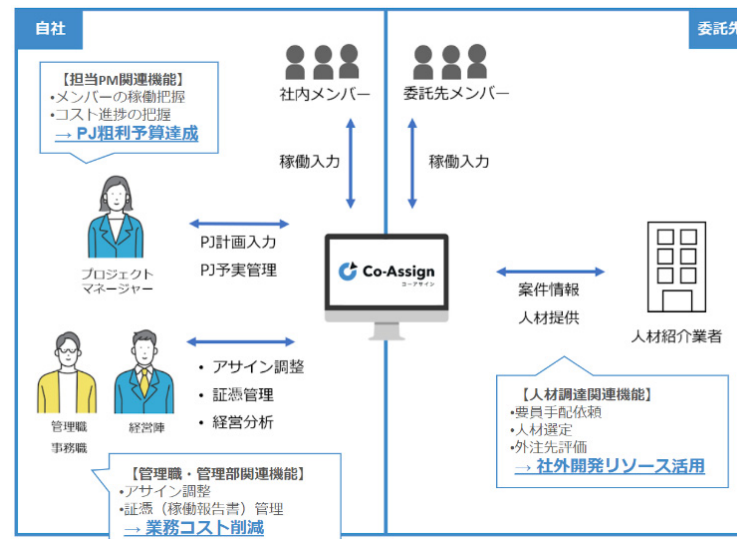 自社
委託先
【担当PM関連機能】
•メンバーの稼働把握
•コスト進捗の把握
→ PJ粗利予算達成
社内メンバー
委託先メンバー
稼働入力
稼働入力
プロジェクト
マネージャー
PJ計画入力
PJ予実管理
Co-Assign
コーアサイン
案件情報
人材提供
人材紹介業者
管理職
事務職
経営陣
• アサイン調整
• 証憑管理
• 経営分析
【人材調達関連機能】
•要員手配依頼
•人材選定
•外注先評価
→ 社外開発リソース活用
【管理職・管理部関連機能】
•アサイン調整
•証憑（稼働報告書）管理
→ 業務コスト削減